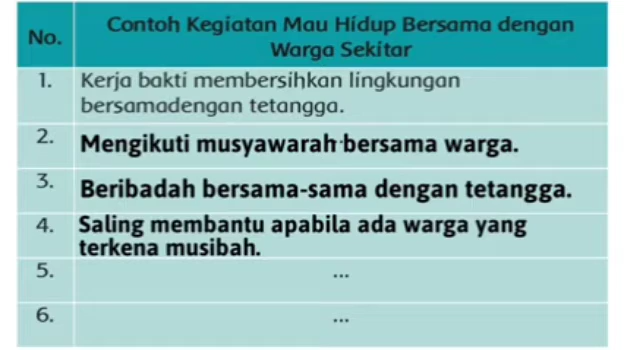 No. Contoh Kegiatan Mau Hidup Bersama dengan
Warga Sekitar
1. Kerja bakti membersihkan lingkungan
bersamadengan tetangga.
2. Mengikuti musyawarah bersama warga.
3. Beribadah bersama-sama dengan tetangga.
4. Saling membantu apabila ada warga yang
terkena musibah.
5. ...
6. ...